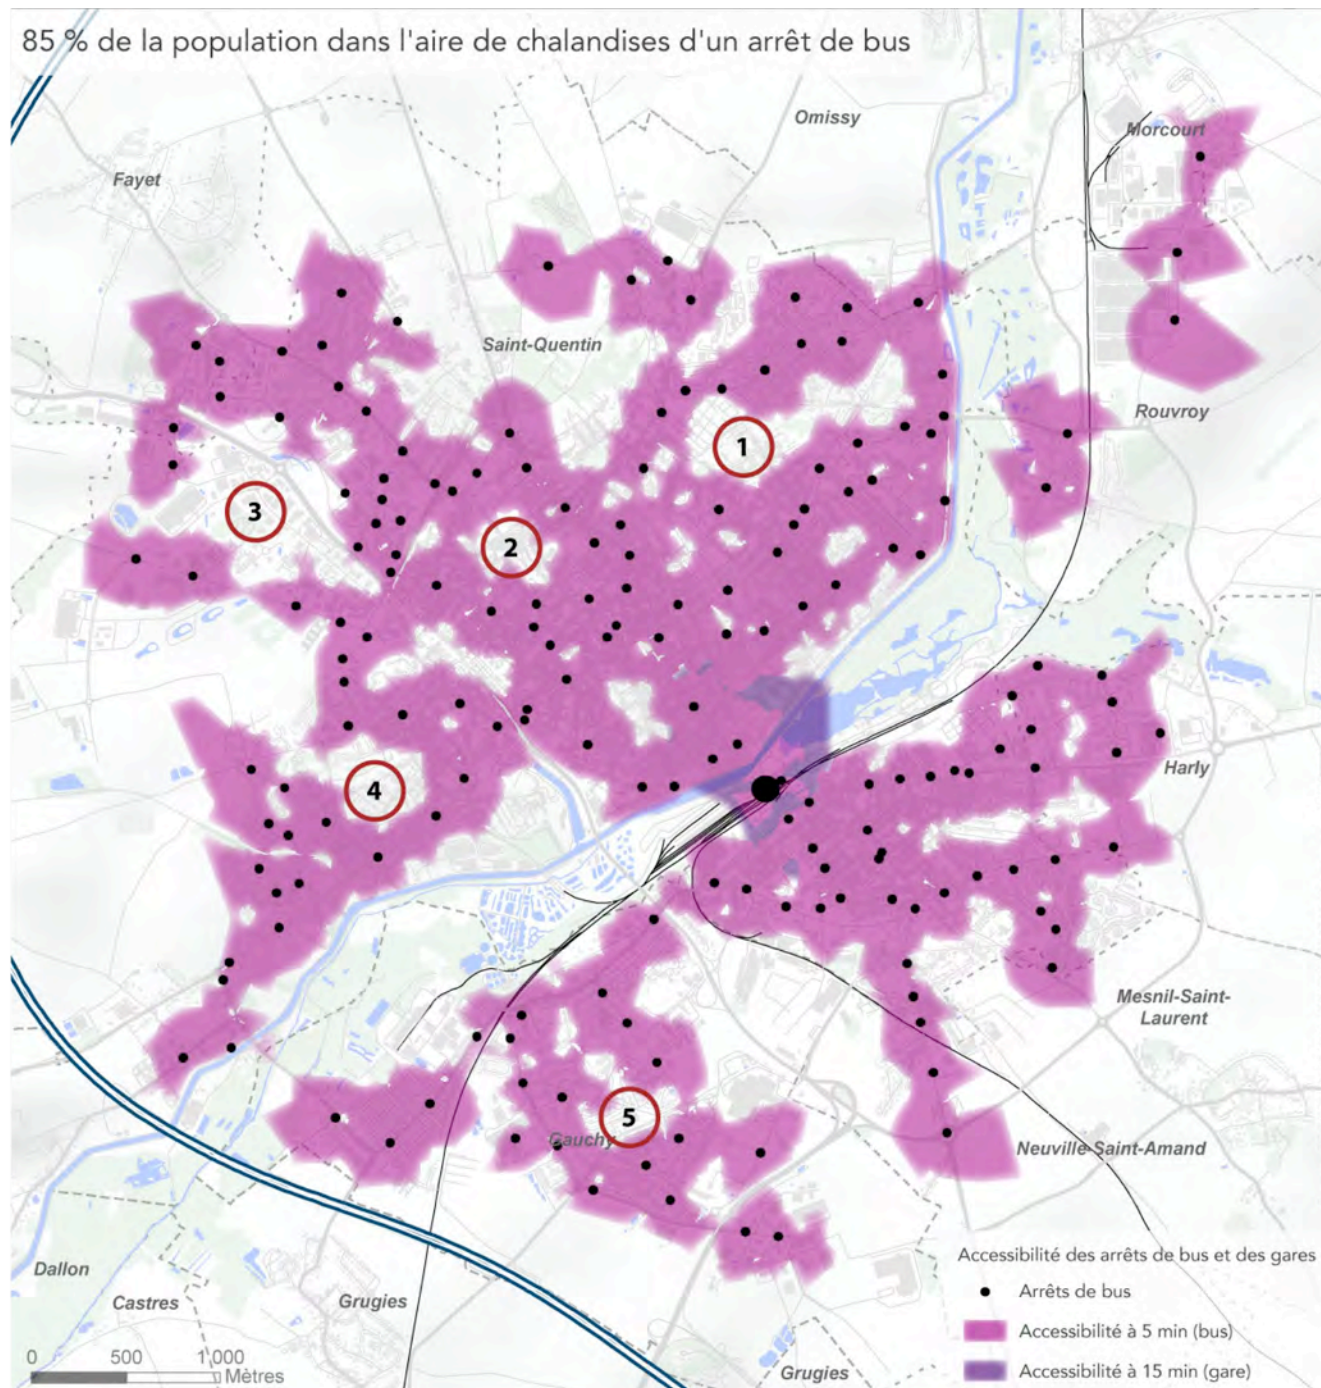 85 % de la population dans l'aire de chalandises d'un arrêt de bus
Omissy
Morcourt
Fayet
Saint-Quentin
Rouvroy
1
3
2
Harly
4
Mesnil-Saint-
Laurent
5
Gauchy
Neuville-Saint-Amand
Accessibilité des arrêts de bus et des gares
Dallon
Arrêts de bus
Castres
Grugies
Accessibilité à 5 min (bus)
0 500 1 000
Mètres
Grugies
Accessibilité à 15 min (gare)